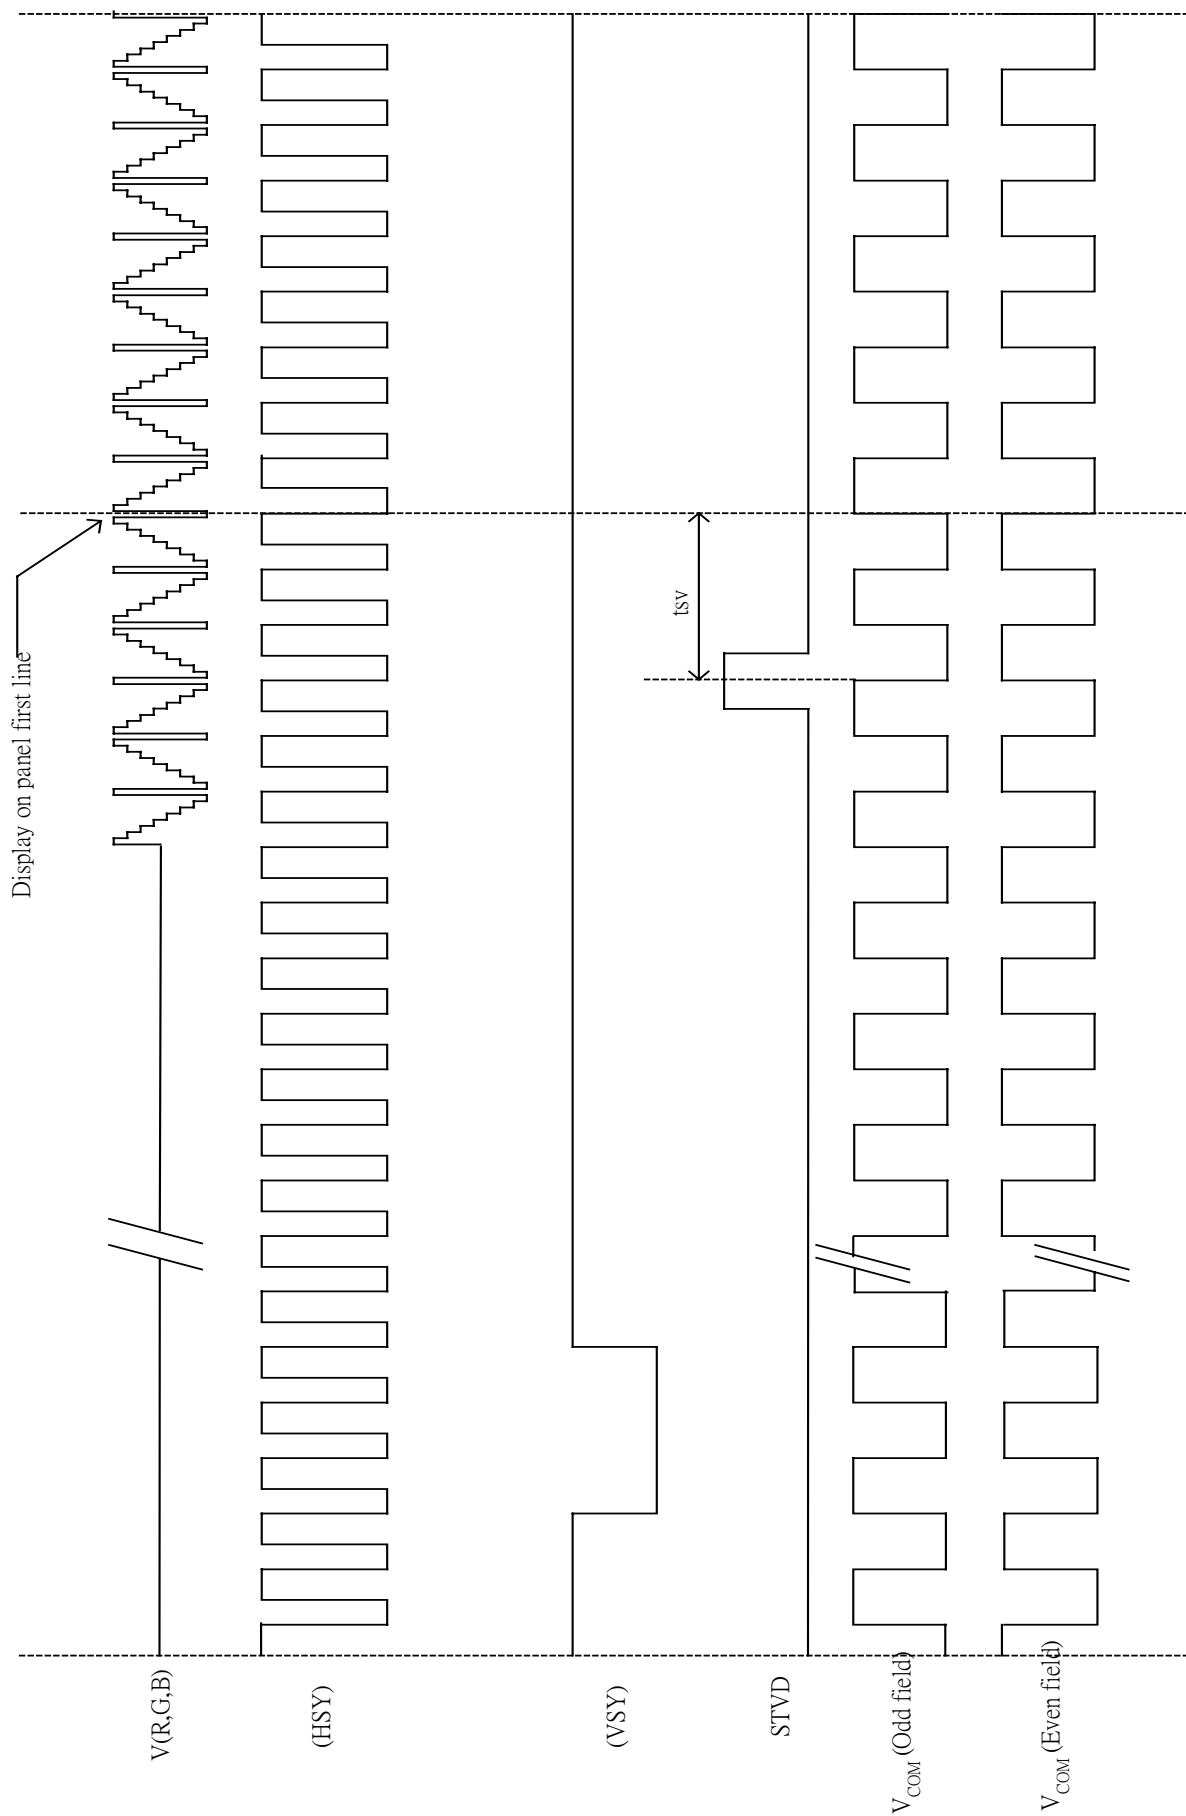 Display on panel first line
tsv
V(R,G,B)
(HSY)
(VSY)
STVD
VCOM (Odd field)
VCOM (Even field)